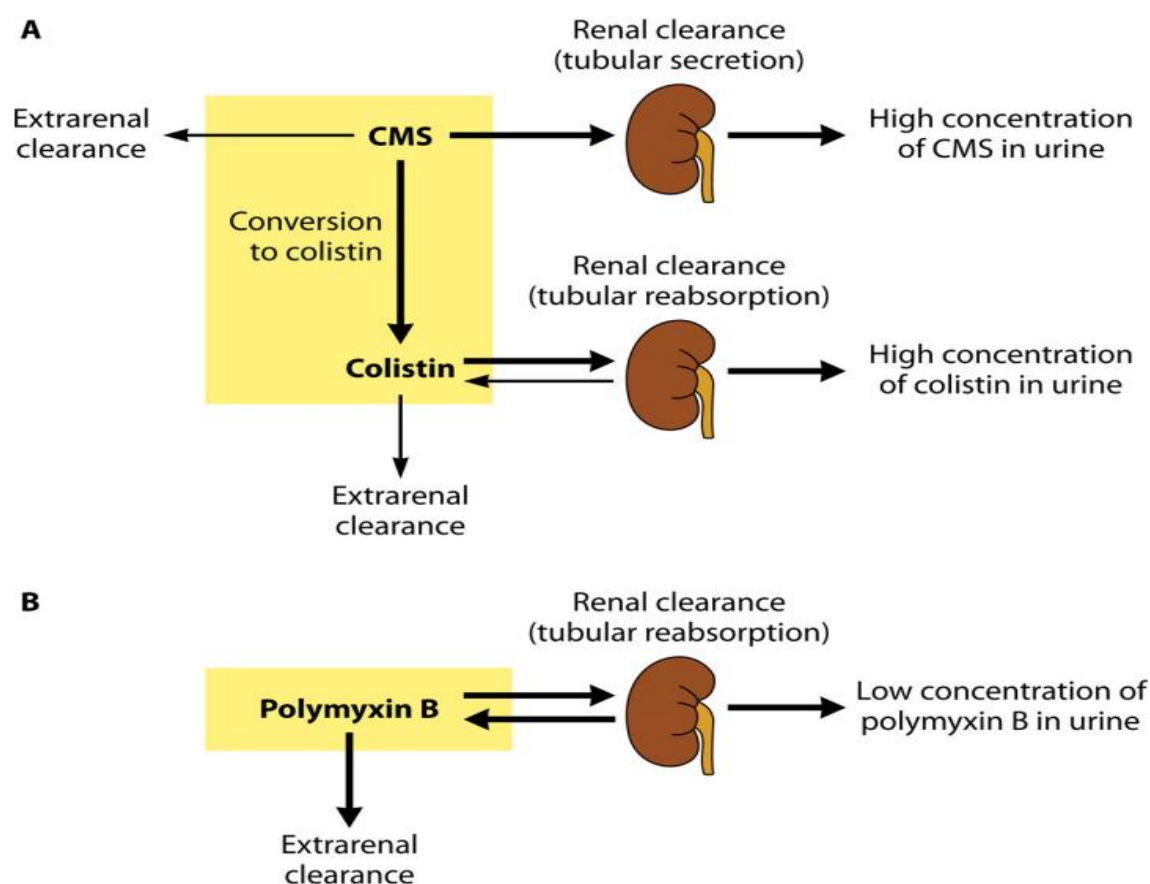 A
Renal clearance
(tubular secretion)
Extrarenal
clearance
CMS
High concentration
of CMS in urine
Conversion
to colistin
Renal clearance
(tubular reabsorption)
Colistin
High concentration
of colistin in urine
Extrarenal
clearance
B
Renal clearance
(tubular reabsorption)
Polymyxin B
Low concentration of
polymyxin B in urine
Extrarenal
clearance